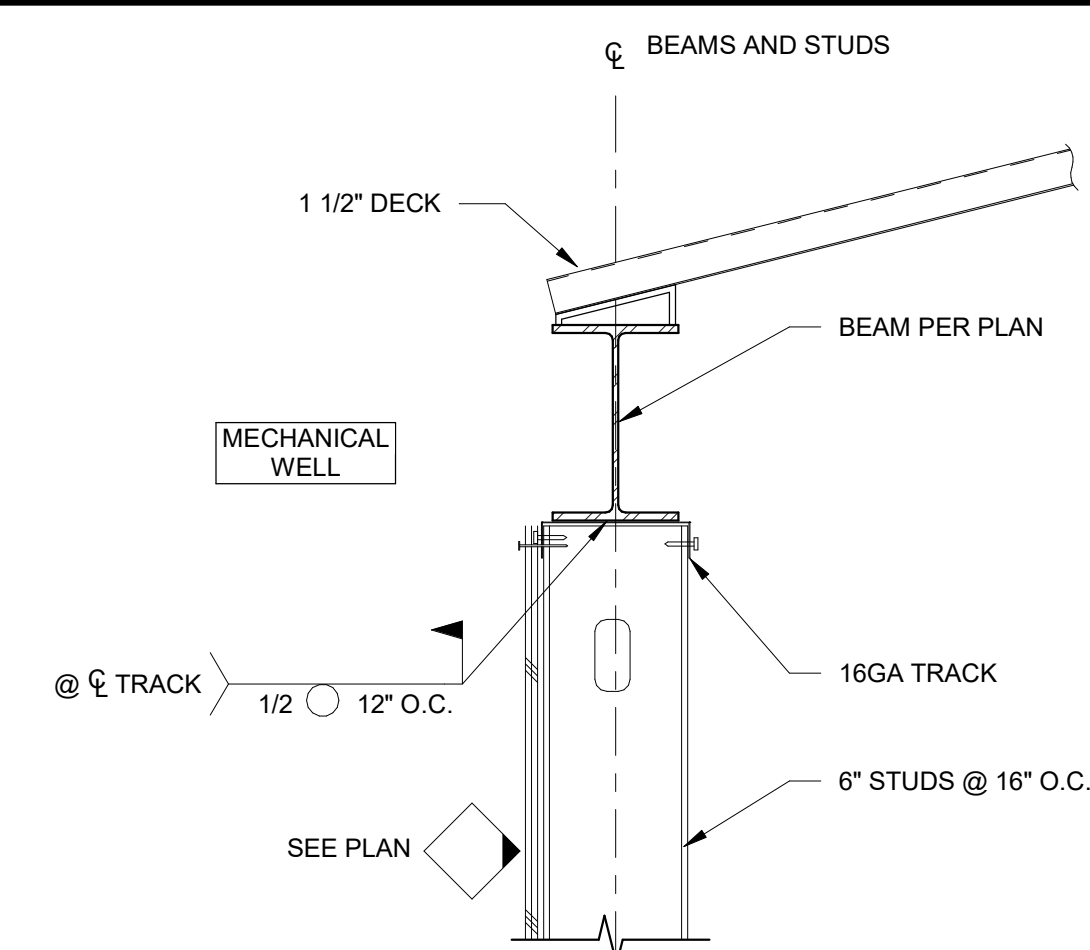 ℄ BEAMS AND STUDS
1 1/2" DECK
BEAM PER PLAN
MECHANICAL
WELL
@ ℄ TRACK
1/2 12" O.C.
16GA TRACK
6" STUDS @ 16" O.C.
SEE PLAN